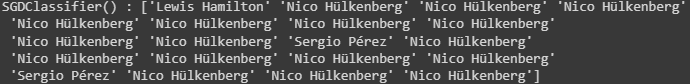 SGDClassifier() : ['Lewis Hamilton' 'Nico Hülkenberg' 'Nico Hülkenberg' 'Nico Hülkenberg'
'Nico Hülkenberg' 'Nico Hülkenberg' 'Nico Hülkenberg' 'Nico Hülkenberg'
'Nico Hülkenberg' 'Nico Hülkenberg' 'Sergio Pérez' 'Nico Hülkenberg'
'Nico Hülkenberg' 'Nico Hülkenberg' 'Nico Hülkenberg' 'Nico Hülkenberg'
'Sergio Pérez' 'Nico Hülkenberg' 'Nico Hülkenberg' 'Nico Hülkenberg']